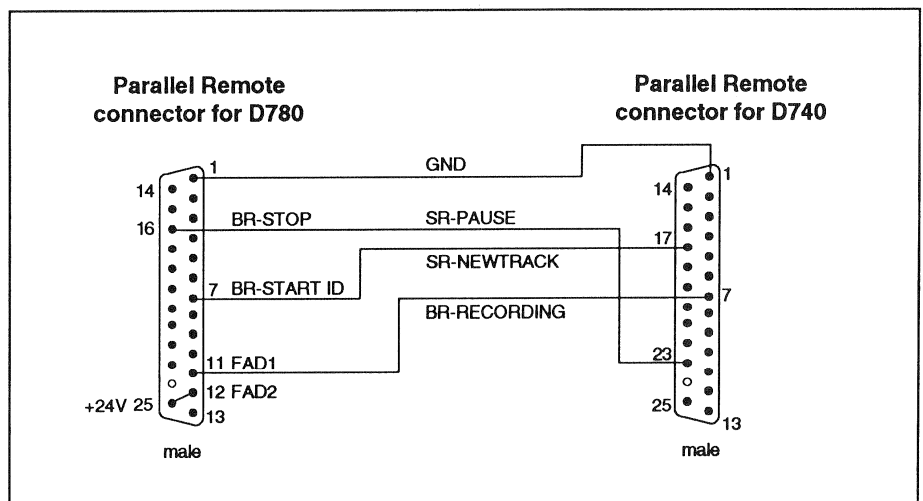 Parallel Remote
connector for D780
Parallel Remote
connector for D740
1
GND
1
14
14
16
BR-STOP
SR-PAUSE
17
SR-NEWTRACK
7 BR-START ID
7
BR-RECORDING
11 FAD1
23
12 FAD2
+24V 25
13
25
13
male
male